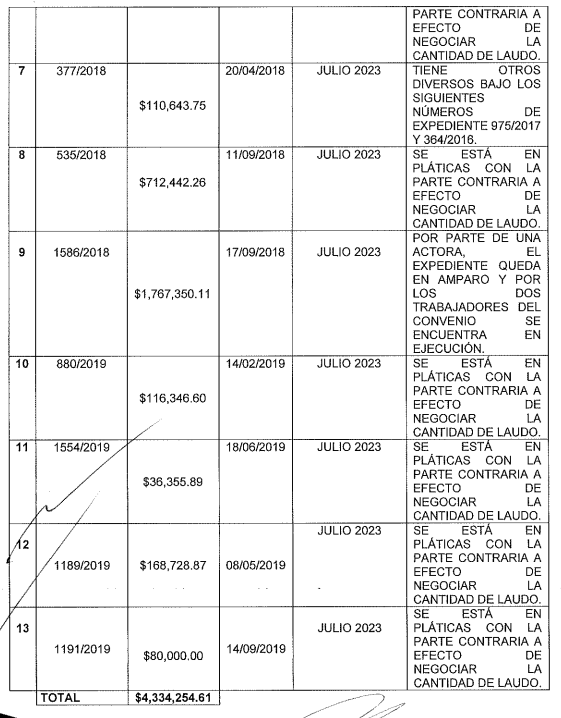 PARTE CONTRARIA A
EFECTO DE
NEGOCIAR LA
CANTIDAD DE LAUDO.
7 377/2018 $110,643.75 20/04/2018 JULIO 2023
TIENE OTROS
DIVERSOS BAJO LOS
SIGUIENTES
NÚMEROS DE
EXPEDIENTE 975/2017
Y 364/2016.
8 535/2018 $712,442.26 11/09/2018 JULIO 2023
SE ESTÁ EN
PLÁTICAS CON LA
PARTE CONTRARIA A
EFECTO DE
NEGOCIAR LA
CANTIDAD DE LAUDO.
9 1586/2018 $1,767,350.11 17/09/2018 JULIO 2023
POR PARTE DE UNA
ACTORA, EL
EXPEDIENTE QUEDA
EN AMPARO Y POR
LOS DOS
TRABAJADORES DEL
CONVENIO SE
ENCUENTRA EN
EJECUCIÓN.
10 880/2019 $116,346.60 14/02/2019 JULIO 2023
SE ESTÁ EN
PLÁTICAS CON LA
PARTE CONTRARIA A
EFECTO DE
NEGOCIAR LA
CANTIDAD DE LAUDO.
11 1554/2019 $36,355.89 18/06/2019 JULIO 2023
SE ESTÁ EN
PLÁTICAS CON LA
PARTE CONTRARIA A
EFECTO DE
NEGOCIAR LA
CANTIDAD DE LAUDO.
12 1189/2019 $168,728.87 08/05/2019 JULIO 2023
SE ESTÁ EN
PLÁTICAS CON LA
PARTE CONTRARIA A
EFECTO DE
NEGOCIAR LA
CANTIDAD DE LAUDO.
13 1191/2019 $80,000.00 14/09/2019 JULIO 2023
SE ESTÁ EN
PLÁTICAS CON LA
PARTE CONTRARIA A
EFECTO DE
NEGOCIAR LA
CANTIDAD DE LAUDO.
TOTAL $4,334,254.61